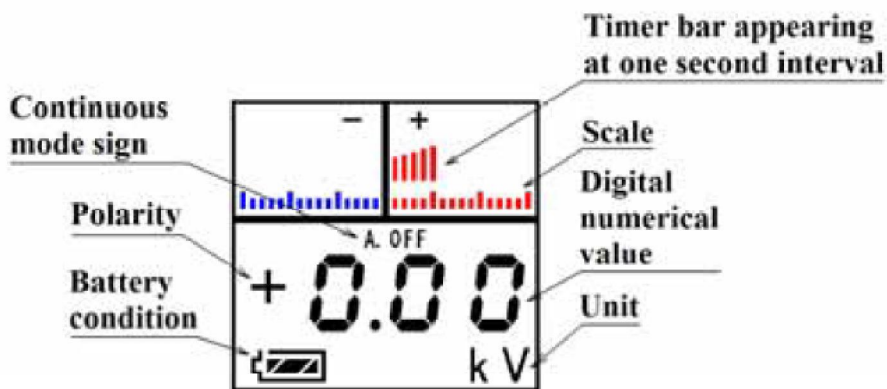 Timer bar appearing
at one second interval
Continuous
mode sign
− +
Scale
Digital
numerical
value
Polarity
A. OFF
+ 0.00
Battery
condition
Unit
k V